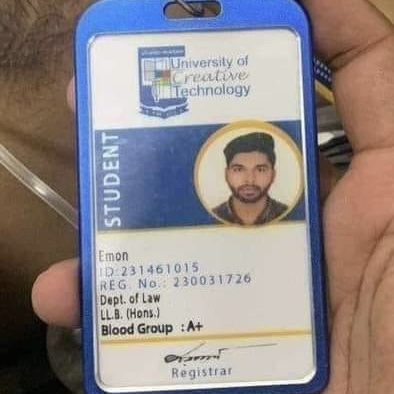 University of
Creative
Technology
STUDENT
Emon
ID:231461015
REG. No.: 230031726
Dept. of Law
LL.B. (Hons.)
Blood Group : A+
Registrar